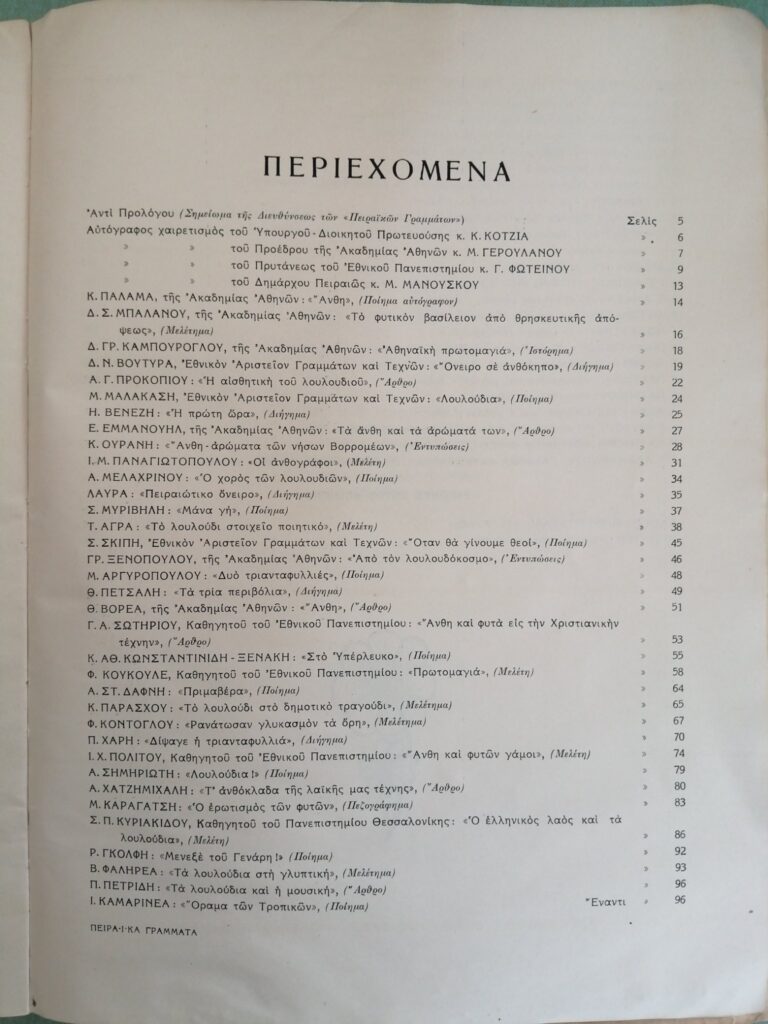 ΠΕΡΙΕΧΟΜΕΝΑ
Ἀντὶ Προλόγου (Σημείωμα τῆς Διευθύνσεως τῶν «Πειραϊκῶν Γραμμάτων») Σελὶς 5
Αὐτόγραφος χαιρετισμὸς τοῦ Ὑπουργοῦ - Διοικητοῦ Πρωτευούσης κ. Κ. ΚΟΤΖΙΑ » 6
» » τοῦ Προέδρου τῆς Ἀκαδημίας Ἀθηνῶν κ. Μ. ΓΕΡΟΥΛΑΝΟΥ » 7
» » τοῦ Πρυτάνεως τοῦ Ἐθνικοῦ Πανεπιστημίου κ. Γ. ΦΩΤΕΙΝΟΥ » 9
» » τοῦ Δημάρχου Πειραιῶς κ. Μ. ΜΑΝΟΥΣΚΟΥ » 13
Κ. ΠΑΛΑΜΑ, τῆς Ἀκαδημίας Ἀθηνῶν : «Ἄνθη», (Ποίημα αὐτόγραφον) » 14
Δ. Σ. ΜΠΑΛΑΝΟΥ, τῆς Ἀκαδημίας Ἀθηνῶν : «Τὸ φυτικὸν βασίλειον ἀπὸ θρησκευτικῆς ἀπό-
ψεως», (Μελέτημα) » 16
Δ. ΓΡ. ΚΑΜΠΟΥΡΟΓΛΟΥ, τῆς Ἀκαδημίας Ἀθηνῶν : «Ἀθηναϊκὴ πρωτομαγιά», (Ἱστόρημα) » 18
Δ. Ν. ΒΟΥΤΥΡΑ, Ἐθνικὸν Ἀριστεῖον Γραμμάτων καὶ Τεχνῶν : «Ὄνειρο σὲ ἀνθόκηπο», (Διήγημα) » 19
Α. Γ. ΠΡΟΚΟΠΙΟΥ : «Ἡ αἰσθητικὴ τοῦ λουλουδιοῦ», (Ἄρθρο) » 22
Μ. ΜΑΛΑΚΑΣΗ, Ἐθνικὸν Ἀριστεῖον Γραμμάτων καὶ Τεχνῶν : «Λουλούδια», (Ποίημα) » 24
Η. ΒΕΝΕΖΗ : «Ἡ πρώτη ὥρα», (Διήγημα) » 25
Ε. ΕΜΜΑΝΟΥΗΛ, τῆς Ἀκαδημίας Ἀθηνῶν : «Τὰ ἄνθη καὶ τὰ ἀρώματά των», (Ἄρθρο) » 27
Κ. ΟΥΡΑΝΗ : «Ἄνθη - ἀρώματα τῶν νήσων Βορρομέων», (Ἐντυπώσεις) » 28
Ι. Μ. ΠΑΝΑΓΙΩΤΟΠΟΥΛΟΥ : «Οἱ ἀνθογράφοι», (Μελέτη) » 31
Α. ΜΕΛΑΧΡΙΝΟΥ : «Ὁ χορὸς τῶν λουλουδιῶν», (Ποίημα) » 34
ΛΑΥΡΑ : «Πειραιώτικο ὄνειρο», (Διήγημα) » 35
Σ. ΜΥΡΙΒΗΛΗ : «Μάνα γῆ», (Ποίημα) » 37
Τ. ΑΓΡΑ : «Τὸ λουλούδι στοιχεῖο ποιητικό», (Μελέτη) » 38
Σ. ΣΚΙΠΗ, Ἐθνικὸν Ἀριστεῖον Γραμμάτων καὶ Τεχνῶν : «Ὅταν θὰ γίνουμε θεοί», (Ποίημα) » 45
ΓΡ. ΞΕΝΟΠΟΥΛΟΥ, τῆς Ἀκαδημίας Ἀθηνῶν : «Ἀπὸ τὸν λουλουδόκοσμο», (Ἐντυπώσεις) » 46
Μ. ΑΡΓΥΡΟΠΟΥΛΟΥ : «Δυὸ τριανταφυλλιές», (Ποίημα) » 48
Θ. ΠΕΤΣΑΛΗ : «Τὰ τρία περιβόλια», (Διήγημα) » 49
Θ. ΒΟΡΕΑ, τῆς Ἀκαδημίας Ἀθηνῶν : «Ἄνθη», (Ἄρθρο) » 51
Γ. Α. ΣΩΤΗΡΙΟΥ, Καθηγητοῦ τοῦ Ἐθνικοῦ Πανεπιστημίου : «Ἄνθη καὶ φυτὰ εἰς τὴν Χριστιανικὴν
τέχνην», (Ἄρθρο) » 53
Κ. ΑΘ. ΚΩΝΣΤΑΝΤΙΝΙΔΗ - ΞΕΝΑΚΗ : «Στὸ Ὑπέρλευκο», (Ποίημα) » 55
Φ. ΚΟΥΚΟΥΛΕ, Καθηγητοῦ τοῦ Ἐθνικοῦ Πανεπιστημίου : «Πρωτομαγιά», (Μελέτη) » 58
Α. ΣΤ. ΔΑΦΝΗ : «Πριμαβέρα», (Ποίημα) » 64
Κ. ΠΑΡΑΣΧΟΥ : «Τὸ λουλούδι στὸ δημοτικὸ τραγούδι», (Μελέτημα) » 65
Φ. ΚΟΝΤΟΓΛΟΥ : «Ρανάτωσαν γλυκασμὸν τὰ ὄρη», (Μελέτημα) » 67
Π. ΧΑΡΗ : «Δίψαγε ἡ τριανταφυλλιά», (Διήγημα) » 70
Ι. Χ. ΠΟΛΙΤΟΥ, Καθηγητοῦ τοῦ Ἐθνικοῦ Πανεπιστημίου : «Ἄνθη καὶ φυτῶν γάμοι», (Μελέτη) » 74
Α. ΣΗΜΗΡΙΩΤΗ : «Λουλούδια!» (Ποίημα) » 79
Α. ΧΑΤΖΗΜΙΧΑΛΗ : «Τ' ἀνθόκλαδα τῆς λαϊκῆς μας τέχνης», (Ἄρθρο) » 80
Μ. ΚΑΡΑΓΑΤΣΗ : «Ὁ ἐρωτισμὸς τῶν φυτῶν», (Πεζογράφημα) » 83
Σ. Π. ΚΥΡΙΑΚΙΔΟΥ, Καθηγητοῦ τοῦ Πανεπιστημίου Θεσσαλονίκης : «Ὁ ἑλληνικὸς λαὸς καὶ τὰ
λουλούδια», (Μελέτη) » 86
Ρ. ΓΚΟΛΦΗ : «Μενεξὲ τοῦ Γενάρη!» (Ποίημα) » 92
Β. ΦΑΛΗΡΕΑ : «Τὰ λουλούδια στὴ γλυπτική», (Μελέτημα) » 93
Π. ΠΕΤΡΙΔΗ : «Τὰ λουλούδια καὶ ἡ μουσική», (Ἄρθρο) » 96
Ι. ΚΑΜΑΡΙΝΕΑ : «Ὅραμα τῶν Τροπικῶν», (Ποίημα) Ἔναντι » 96
ΠΕΙΡΑ·Ι·ΚΑ ΓΡΑΜΜΑΤΑ